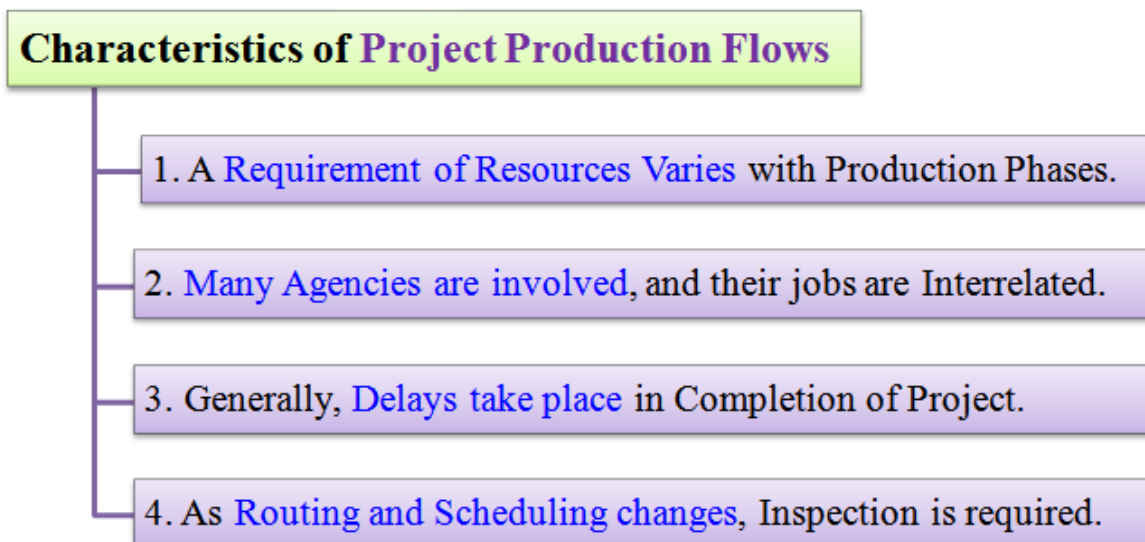 Characteristics of Project Production Flows
1. A Requirement of Resources Varies with Production Phases.
2. Many Agencies are involved, and their jobs are Interrelated.
3. Generally, Delays take place in Completion of Project.
4. As Routing and Scheduling changes, Inspection is required.